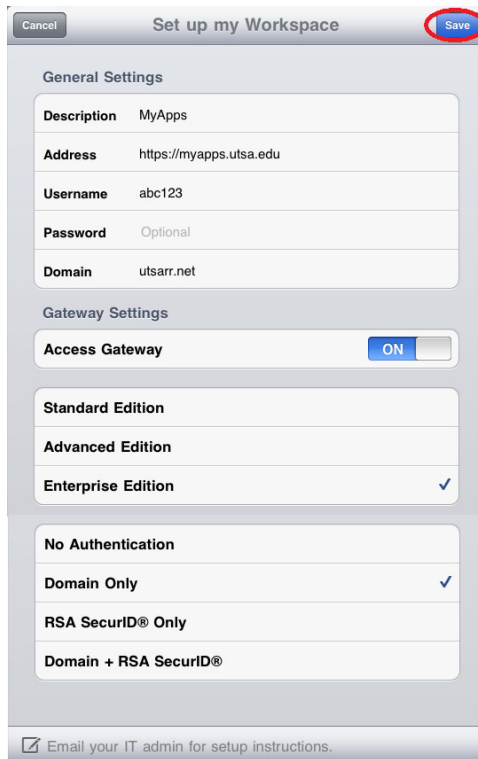 Cancel Set up my Workspace Save
General Settings
Description MyApps
Address https://myapps.utsa.edu
Username abc123
Password Optional
Domain utsarr.net
Gateway Settings
Access Gateway ON
Standard Edition
Advanced Edition
Enterprise Edition
No Authentication
Domain Only
RSA SecurID® Only
Domain + RSA SecurID®
Email your IT admin for setup instructions.